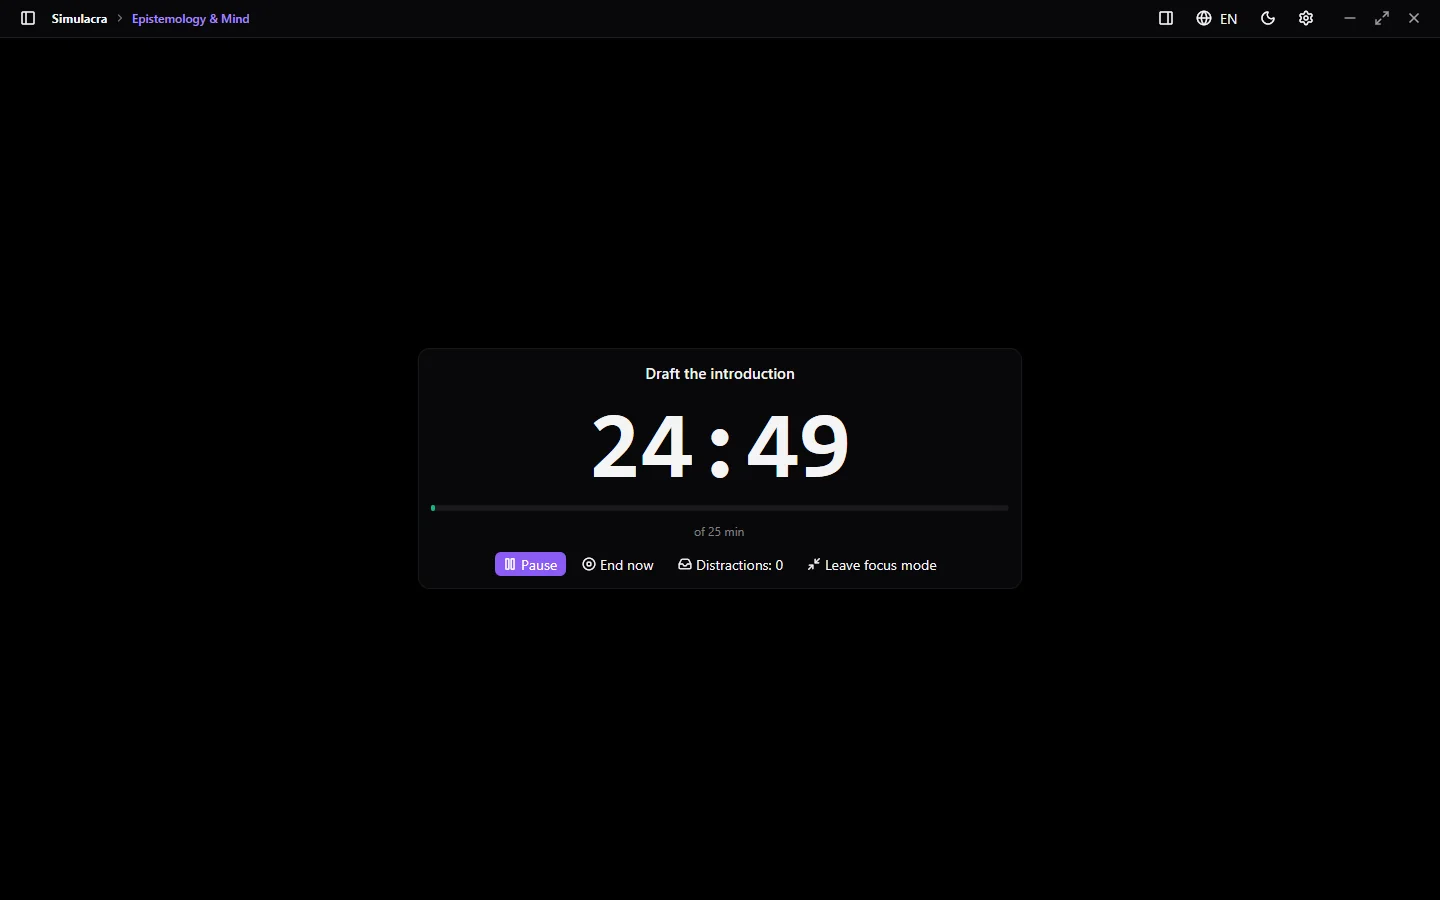 Simulacra > Epistemology & Mind
EN
Draft the introduction
24:49
of 25 min
Pause
End now
Distractions: 0
Leave focus mode